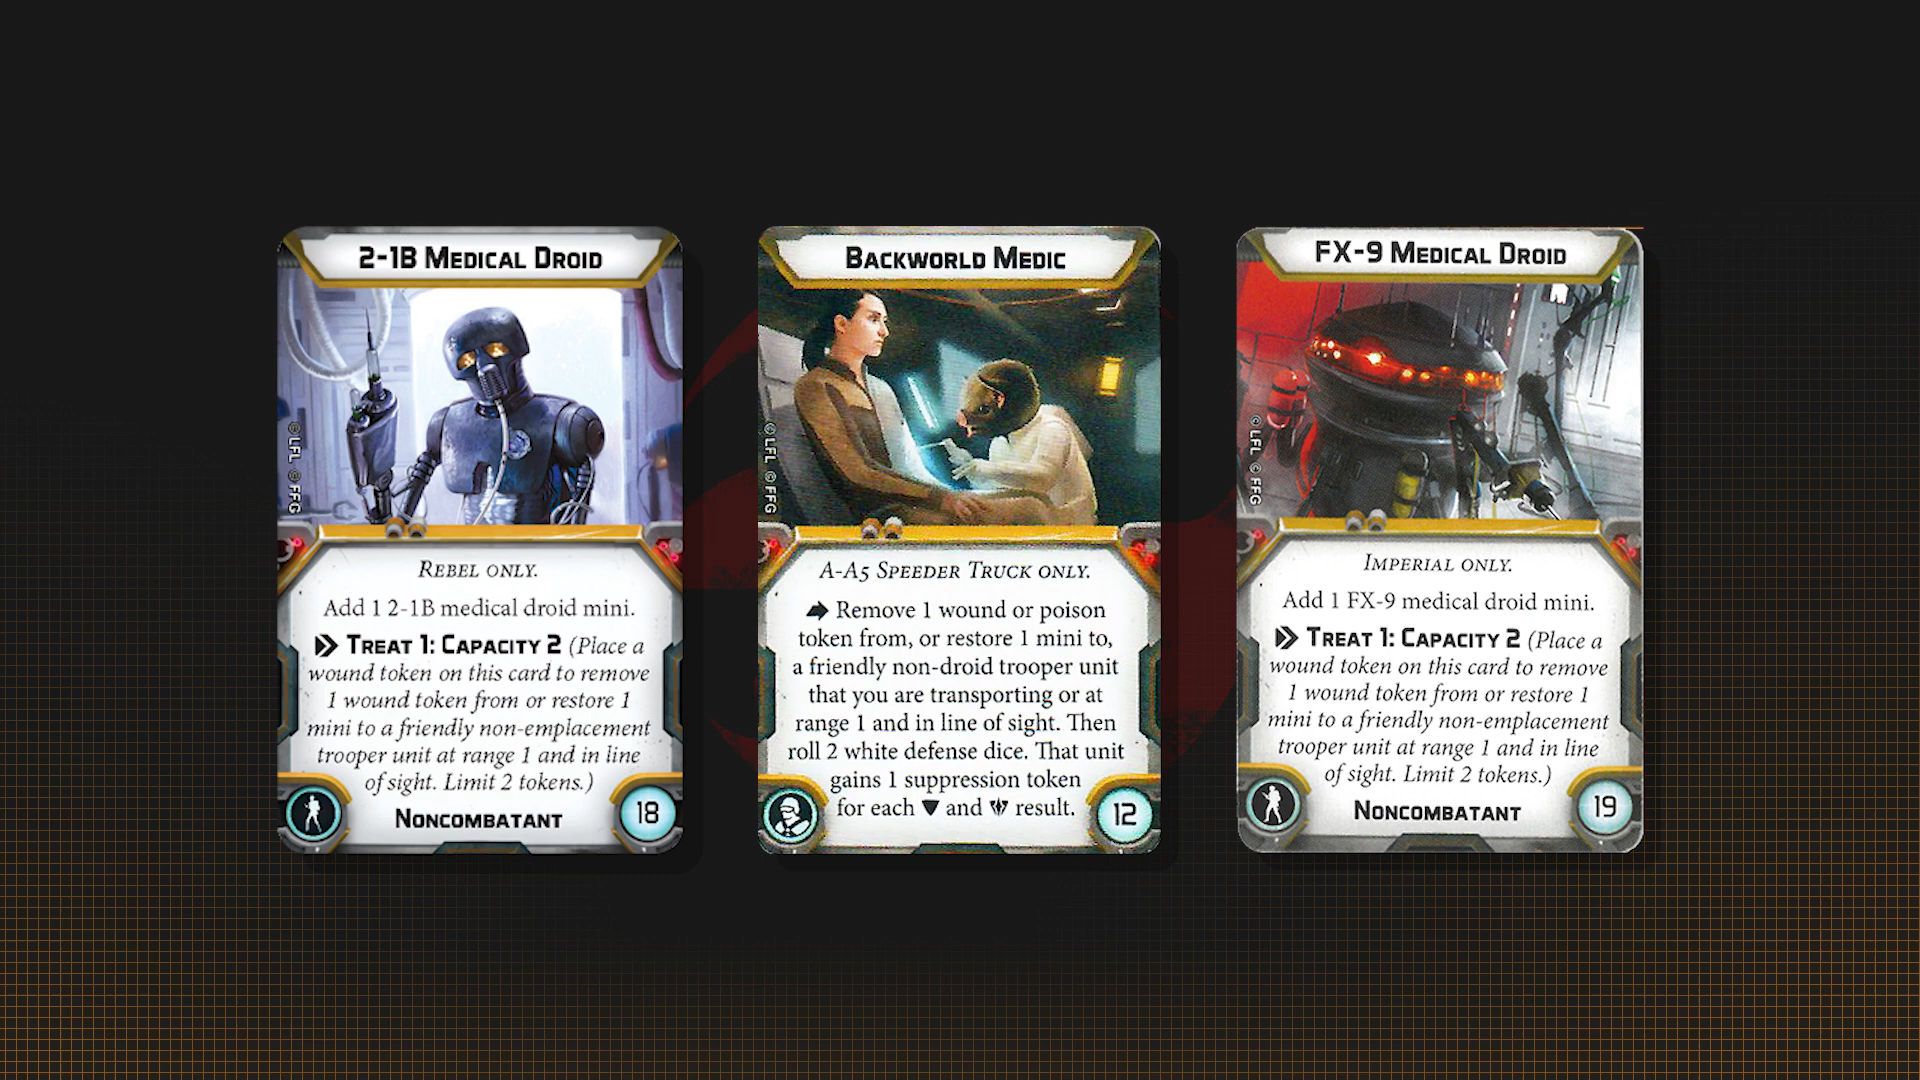 2-1B Medical Droid
©LFL ©FFG
Rebel only.
Add 1 2-1B medical droid mini.
Treat 1: Capacity 2 (Place a
wound token on this card to remove
1 wound token from or restore 1
mini to a friendly non-emplacement
trooper unit at range 1 and in line
of sight. Limit 2 tokens.)
Noncombatant
18
Backworld Medic
©LFL ©FFG
A-A5 Speeder Truck only.
Remove 1 wound or poison
token from, or restore 1 mini to,
a friendly non-droid trooper unit
that you are transporting or at
range 1 and in line of sight. Then
roll 2 white defense dice. That unit
gains 1 suppression token
for each and result.
12
FX-9 Medical Droid
©LFL ©FFG
Imperial only.
Add 1 FX-9 medical droid mini.
Treat 1: Capacity 2 (Place a
wound token on this card to remove
1 wound token from or restore 1
mini to a friendly non-emplacement
trooper unit at range 1 and in line
of sight. Limit 2 tokens.)
Noncombatant
19